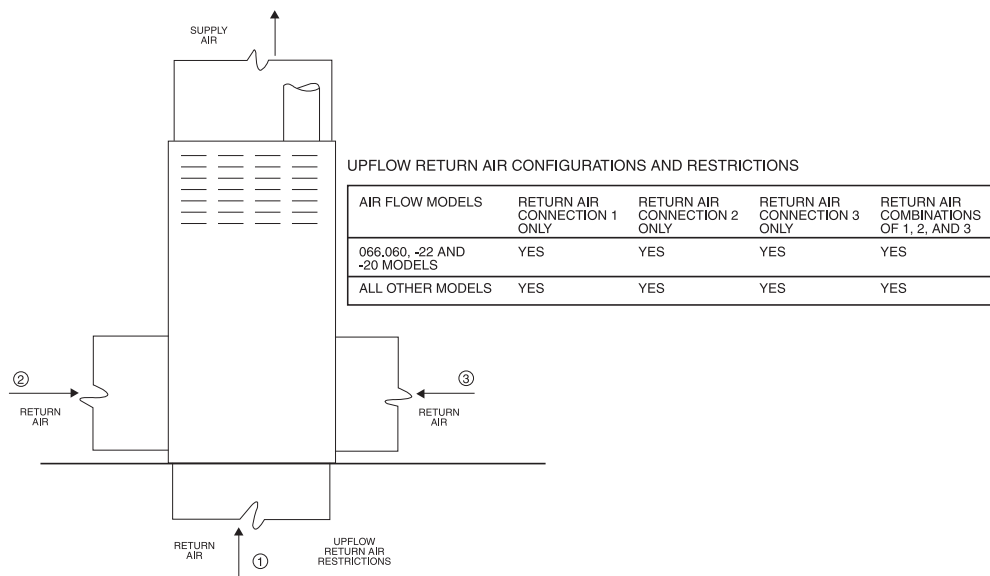 SUPPLY
AIR
UPFLOW RETURN AIR CONFIGURATIONS AND RESTRICTIONS
AIR FLOW MODELS
RETURN AIR
CONNECTION 1
ONLY
RETURN AIR
CONNECTION 2
ONLY
RETURN AIR
CONNECTION 3
ONLY
RETURN AIR
COMBINATIONS
OF 1, 2, AND 3
066.060, -22 AND
-20 MODELS
YES
YES
YES
YES
ALL OTHER MODELS
YES
YES
YES
YES
2
RETURN
AIR
3
RETURN
AIR
RETURN
AIR
1
UPFLOW
RETURN AIR
RESTRICTIONS